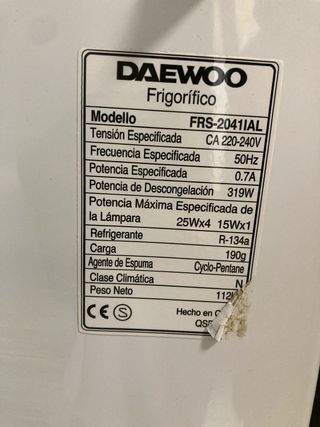 DAEWOO
Frigorífico
Modello FRS-2041IAL
Tensión Especificada CA 220-240V
Frecuencia Especificada 50Hz
Potencia Especificada 0.7A
Potencia de Descongelación 319W
Potencia Máxima Especificada de
la Lámpara 25Wx4 15Wx1
Refrigerante R-134a
Carga 190g
Agente de Espuma Cyclo-Pentane
Clase Climática N
Peso Neto 112
CE S Hecho en